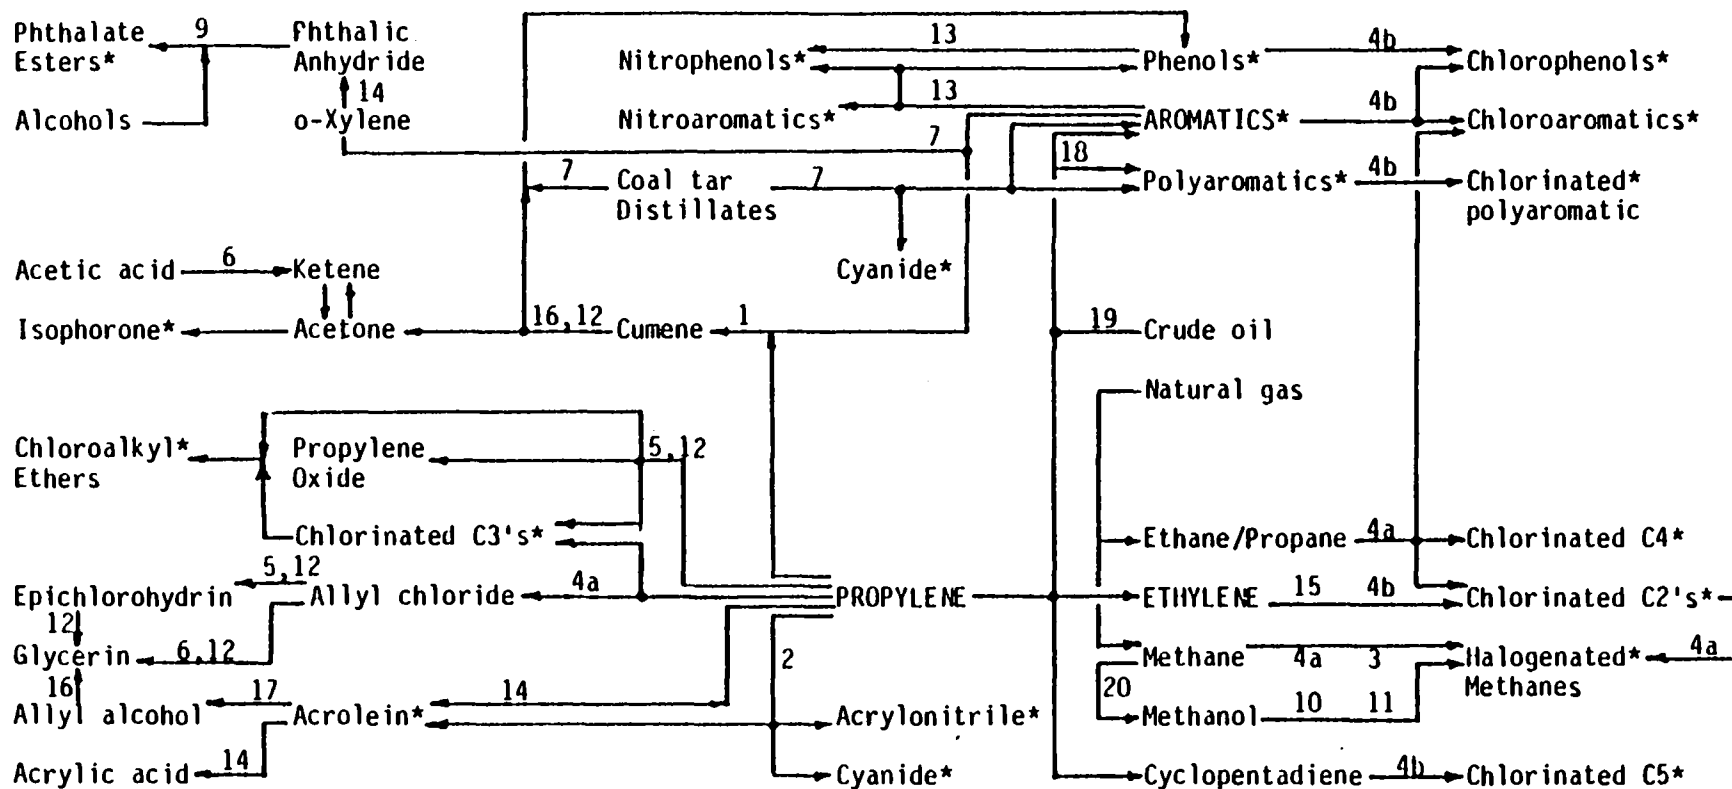 Phthalate 9 Phthalic 13 4b
Esters* Anhydride Nitrophenols* Phenols* Chlorophenols*
14 13 4b
Alcohols o-Xylene Nitroaromatics* AROMATICS* Chloroaromatics*
7 18
7 Coal tar 7 Polyaromatics* 4b Chlorinated*
Distillates polyaromatic
Acetic acid 6 Ketene Cyanide*
Isophorone* Acetone 16,12 Cumene 1 19 Crude oil
Natural gas
Chloroalkyl* Propylene 5,12
Ethers Oxide
Chlorinated C3's* Ethane/Propane 4a Chlorinated C4*
5,12
Epichlorohydrin Allyl chloride 4a PROPYLENE ETHYLENE 15 4b Chlorinated C2's*
12
Glycerin 6,12 2 Methane 4a 3 Halogenated* 4a
16 17 14 20 Methanes
Allyl alcohol Acrolein* Acrylonitrile* Methanol 10 11
Acrylic acid 14 Cyanide* Cyclopentadiene 4b Chlorinated C5*